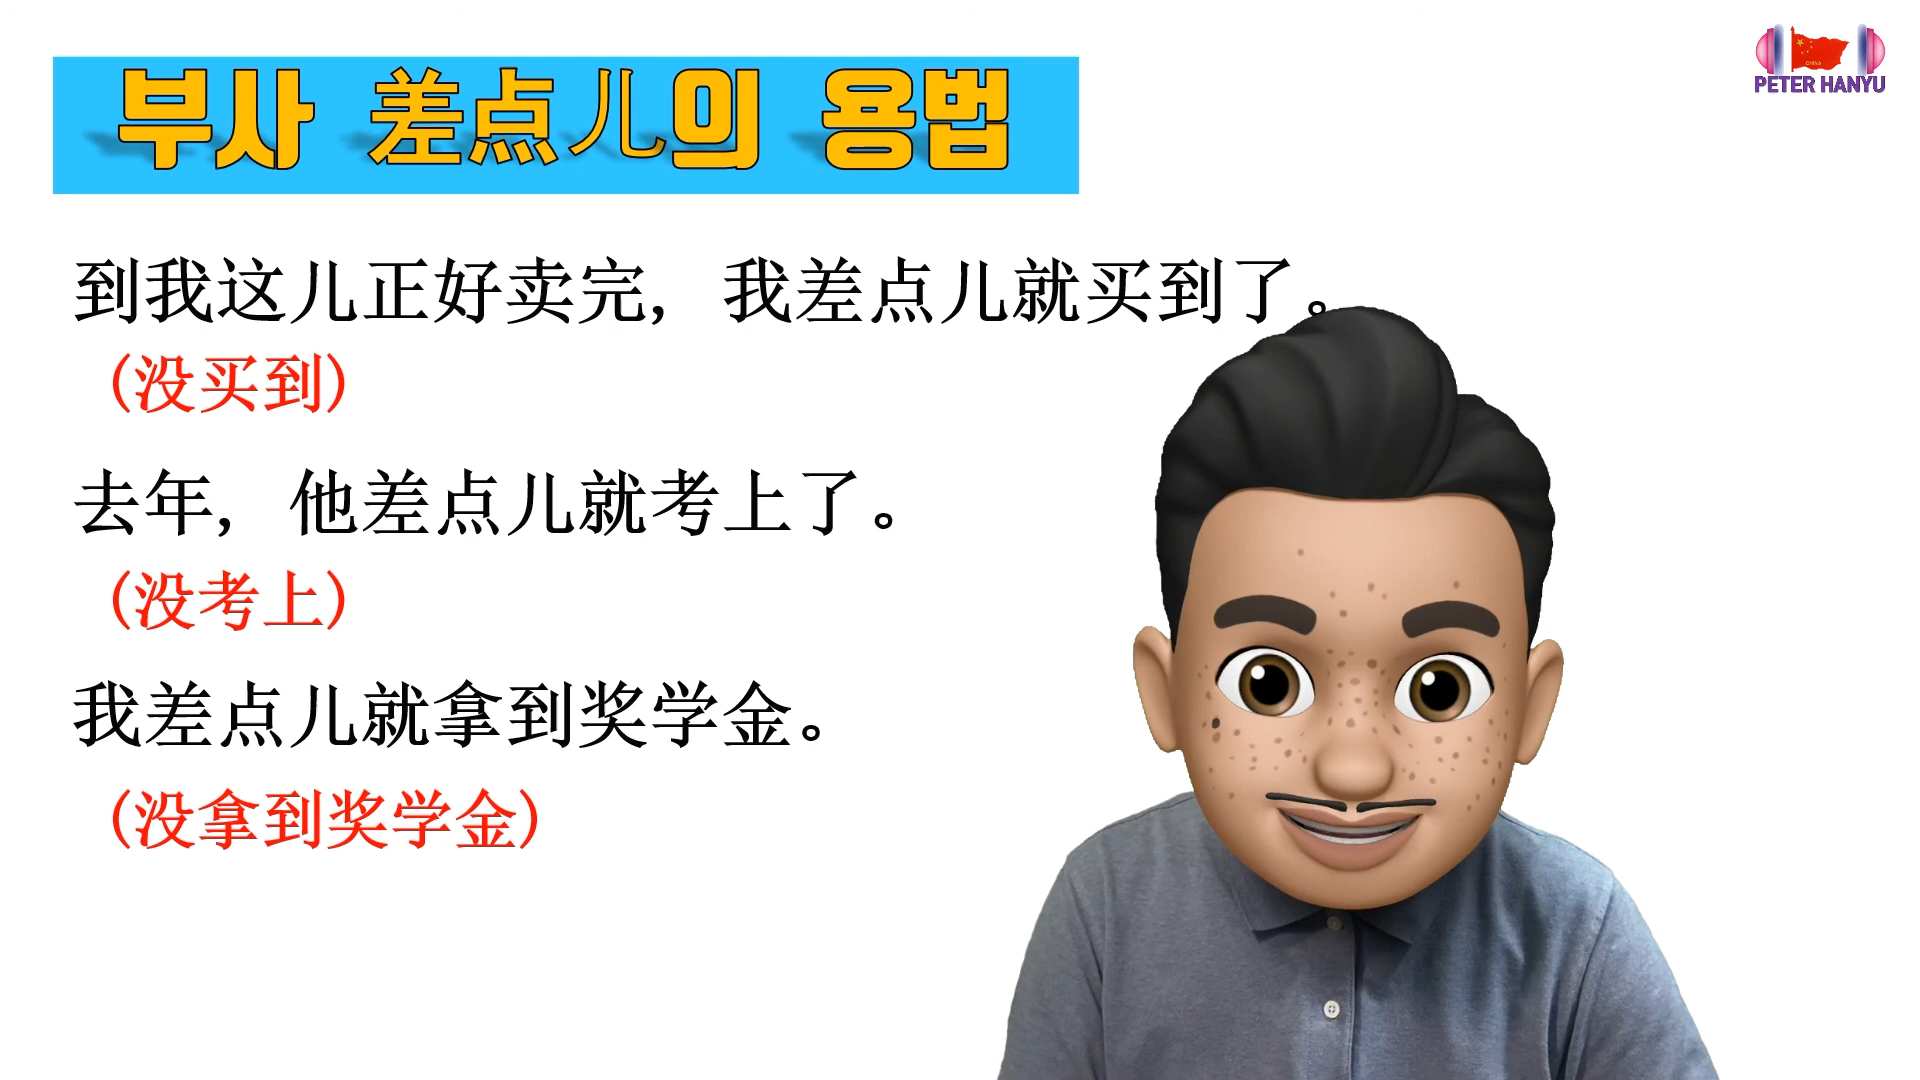 부사 差点儿의 용법
PETER HANYU
到我这儿正好卖完, 我差点儿就买到了。
(没买到)
去年, 他差点儿就考上了。
(没考上)
我差点儿就拿到奖学金。
(没拿到奖学金)